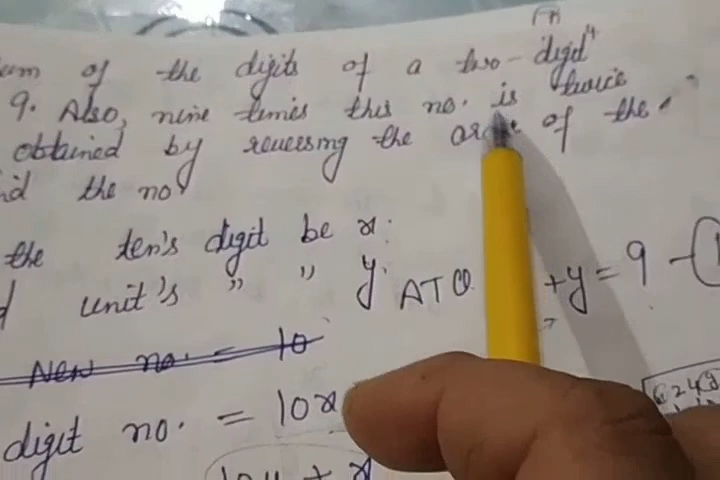 of the digits of a two-digit
9. Also, nine times this no. is twice
obtained by reversing the of the
the no
the ten's digit be x.
unit's " " y.
ATQ +y = 9 -
New no. = 10
digit no. = 10x
10y + x